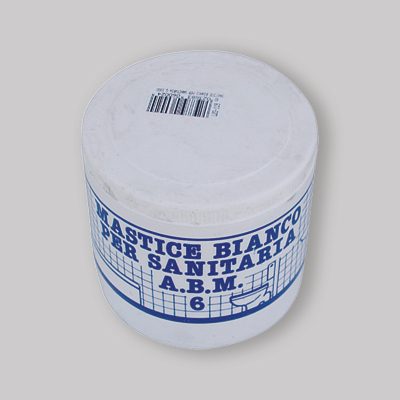 MASTICE BIANCO
PER SANITARIA
A.B.M.
6